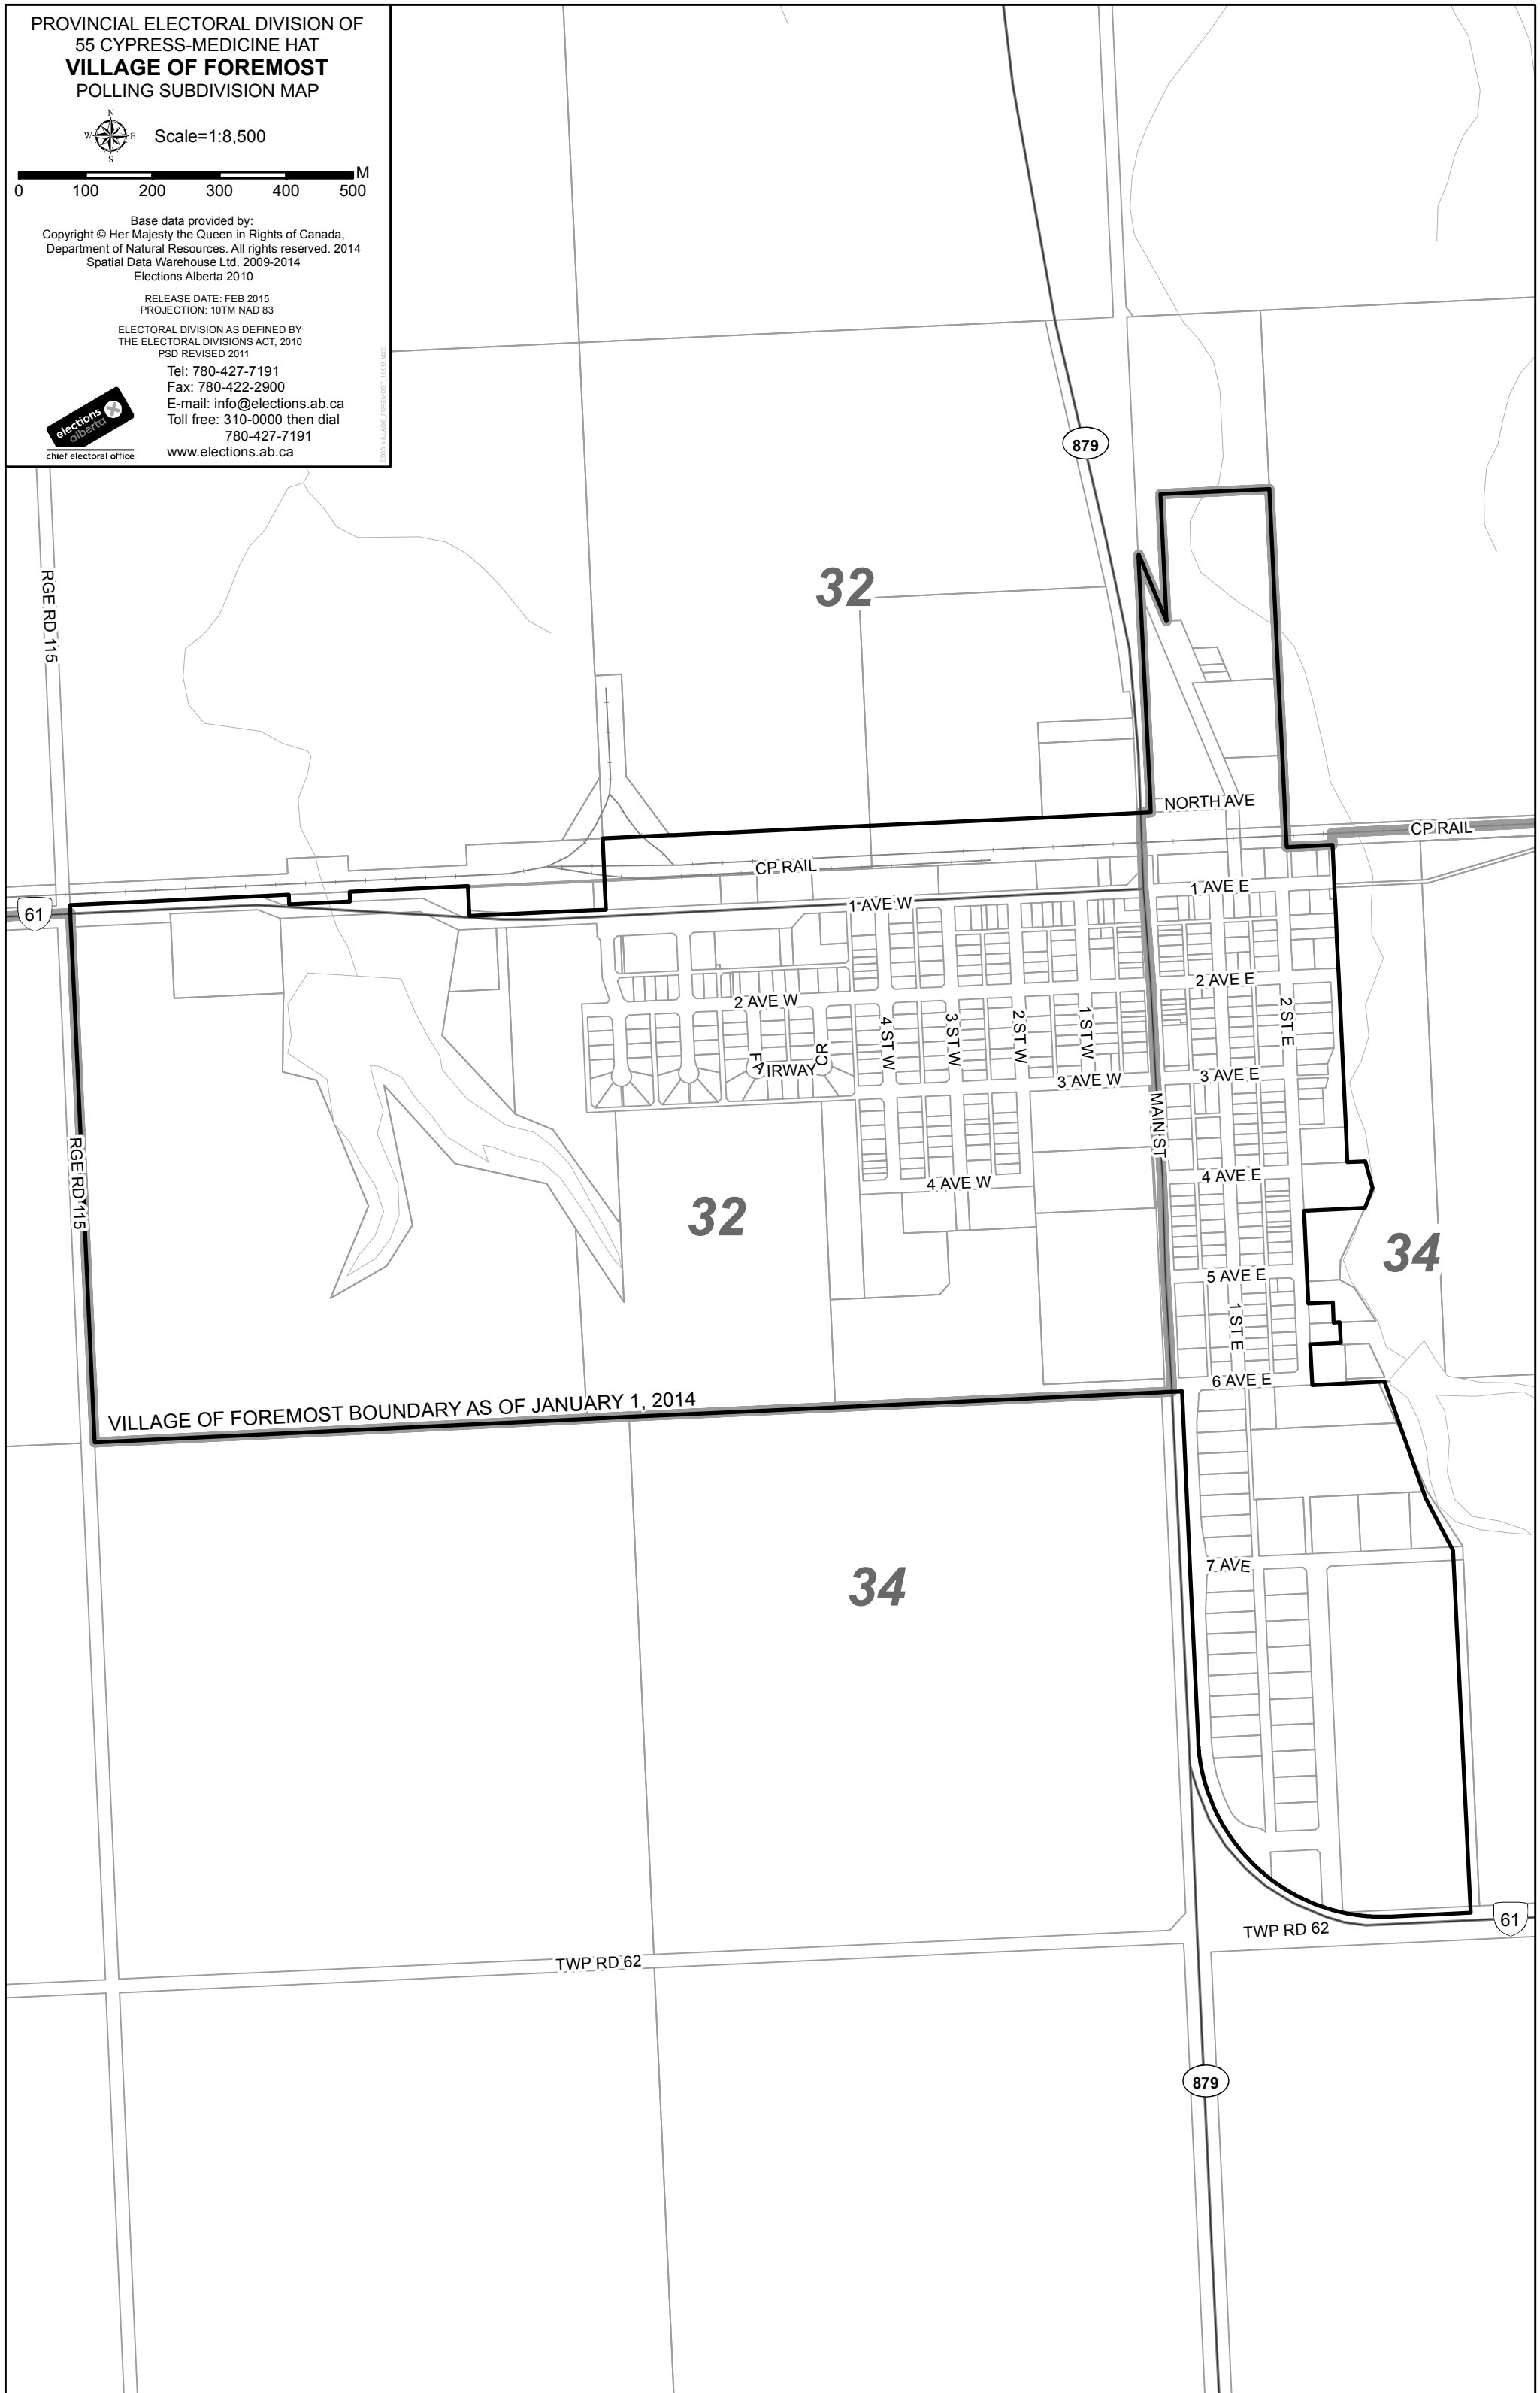 PROVINCIAL ELECTORAL DIVISION OF
55 CYPRESS-MEDICINE HAT
VILLAGE OF FOREMOST
POLLING SUBDIVISION MAP
N
W E
S
Scale=1:8,500
M
0 100 200 300 400 500
Base data provided by:
Copyright © Her Majesty the Queen in Rights of Canada,
Department of Natural Resources. All rights reserved. 2014
Spatial Data Warehouse Ltd. 2009-2014
Elections Alberta 2010
RELEASE DATE: FEB 2015
PROJECTION: 10TM NAD 83
ELECTORAL DIVISION AS DEFINED BY
THE ELECTORAL DIVISIONS ACT, 2010
PSD REVISED 2011
Tel: 780-427-7191
Fax: 780-422-2900
E-mail: info@elections.ab.ca
Toll free: 310-0000 then dial
780-427-7191
www.elections.ab.ca
elections
alberta
chief electoral office
879
32
RGE RD 115
NORTH AVE
CP RAIL
CP RAIL
61
1 AVE W
1 AVE E
2 AVE W
2 AVE E
4 ST W
3 ST W
2 ST W
1 ST W
2 ST E
FAIRWAY CR
3 AVE W
3 AVE E
MAIN ST
RGE RD 115
4 AVE W
4 AVE E
32
34
5 AVE E
1 ST E
6 AVE E
VILLAGE OF FOREMOST BOUNDARY AS OF JANUARY 1, 2014
34
7 AVE
61
TWP RD 62
TWP RD 62
879